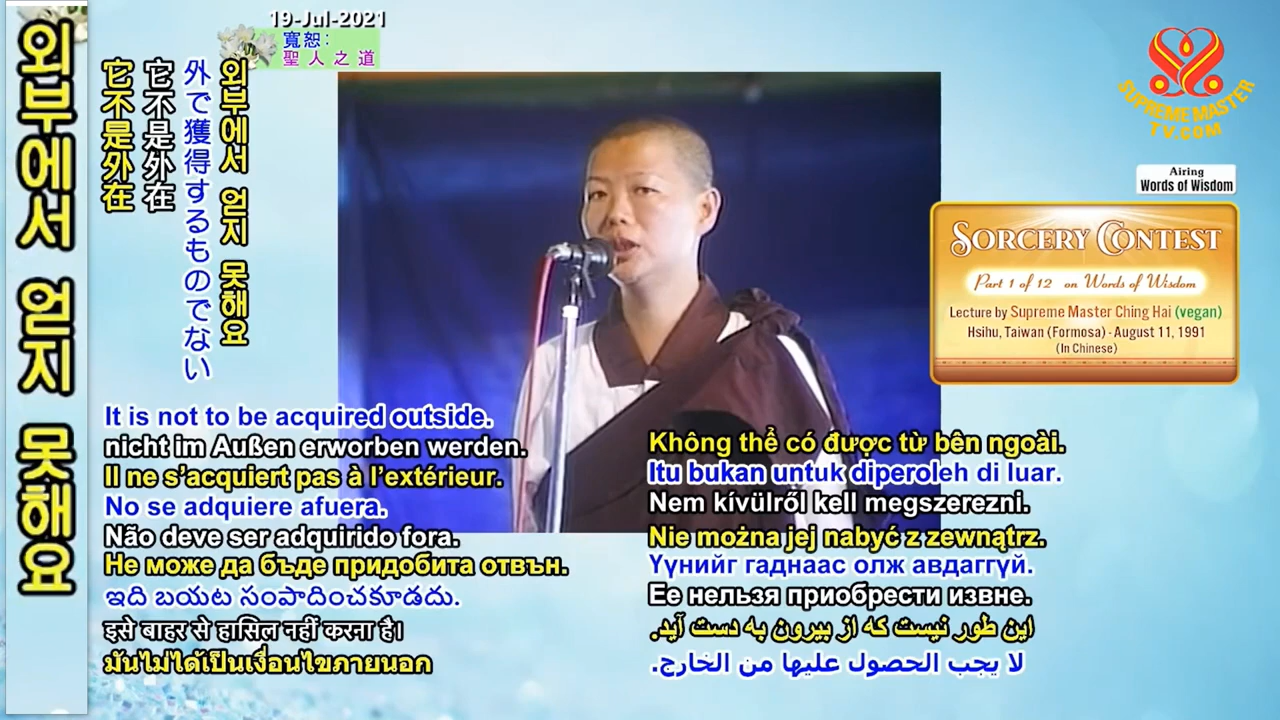 외부에서 얻지 못해요
19-Jul-2021
寬恕：
聖人之道
它不是外在
它不是外在
外で獲得するものでない
외부에서 얻지 못해요
SUPREME MASTER
TV.COM
Airing
Words of Wisdom
SORCERY CONTEST
Part 1 of 12 on Words of Wisdom
Lecture by Supreme Master Ching Hai (vegan)
Hsihu, Taiwan (Formosa) - August 11, 1991
(In Chinese)
It is not to be acquired outside.
nicht im Außen erworben werden.
Il ne s’acquiert pas à l’extérieur.
No se adquiere afuera.
Não deve ser adquirido fora.
Не може да бъде придобита отвън.
ఇది బయట సంపాదించకూడదు.
इसे बाहर से हासिल नहीं करना है।
มันไม่ได้เป็นเงื่อนไขภายนอก
Không thể có được từ bên ngoài.
Itu bukan untuk diperoleh di luar.
Nem kívülről kell megszerezni.
Nie można jej nabyć z zewnątrz.
Үүнийг гаднаас олж авдаггүй.
Ее нельзя приобрести извне.
این طور نیست که از بیرون به دست آید.
لا يجب الحصول عليها من الخارج.